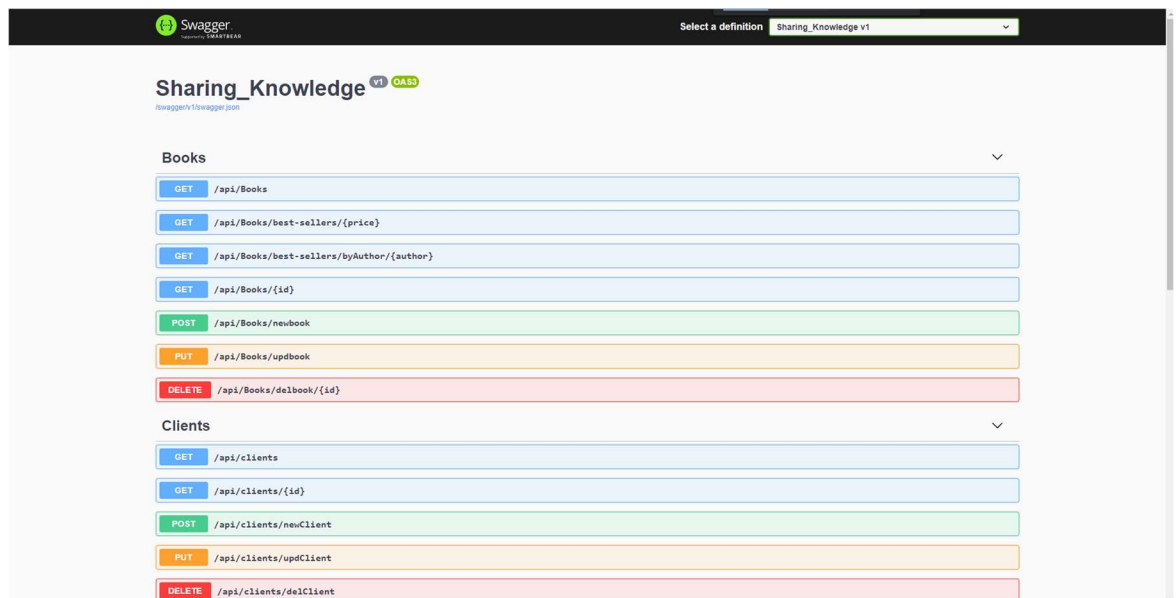 Swagger.
Supported by SMARTBEAR
Select a definition
Sharing_Knowledge v1
Sharing_Knowledge v1 OAS3
/swagger/v1/swagger.json
Books
GET /api/Books
GET /api/Books/best-sellers/{price}
GET /api/Books/best-sellers/byAuthor/{author}
GET /api/Books/{id}
POST /api/Books/newbook
PUT /api/Books/updbook
DELETE /api/Books/delbook/{id}
Clients
GET /api/clients
GET /api/clients/{id}
POST /api/clients/newClient
PUT /api/clients/updClient
DELETE /api/clients/delClient